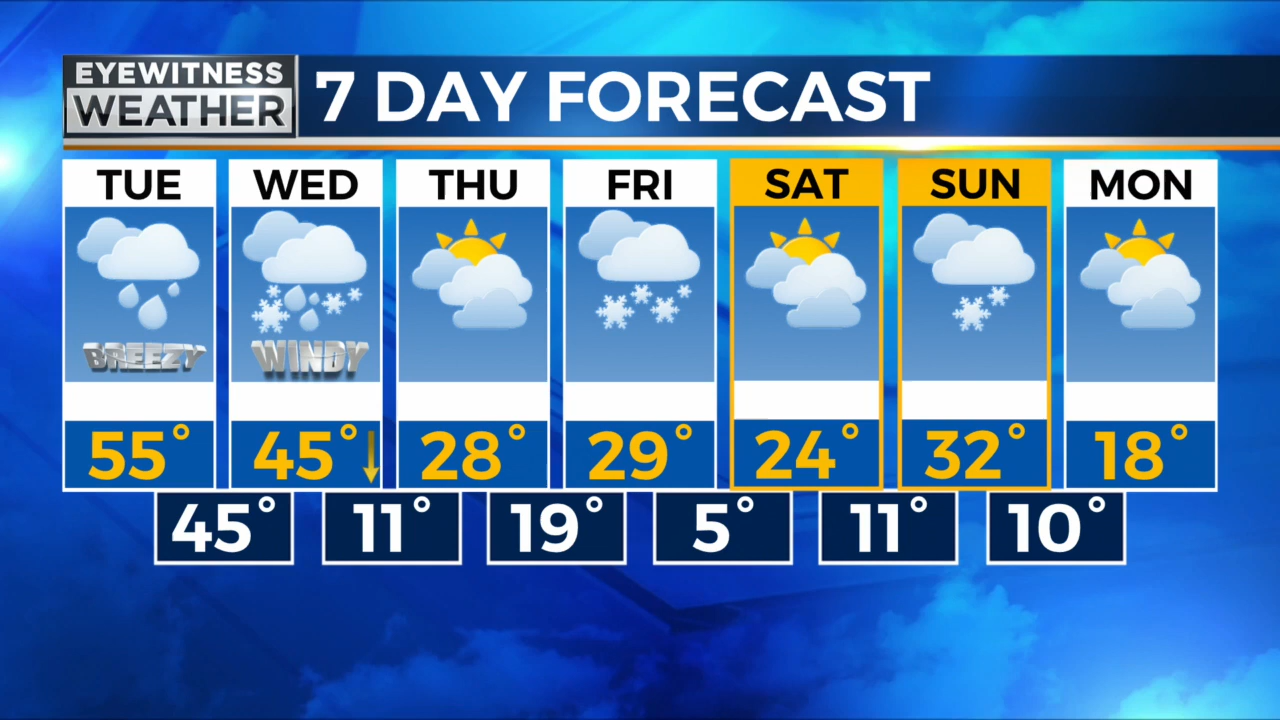 EYEWITNESS
WEATHER
7 DAY FORECAST
TUE WED THU FRI SAT SUN MON
BREEZY WINDY
55° 45° 28° 29° 24° 32° 18°
45° 11° 19° 5° 11° 10°